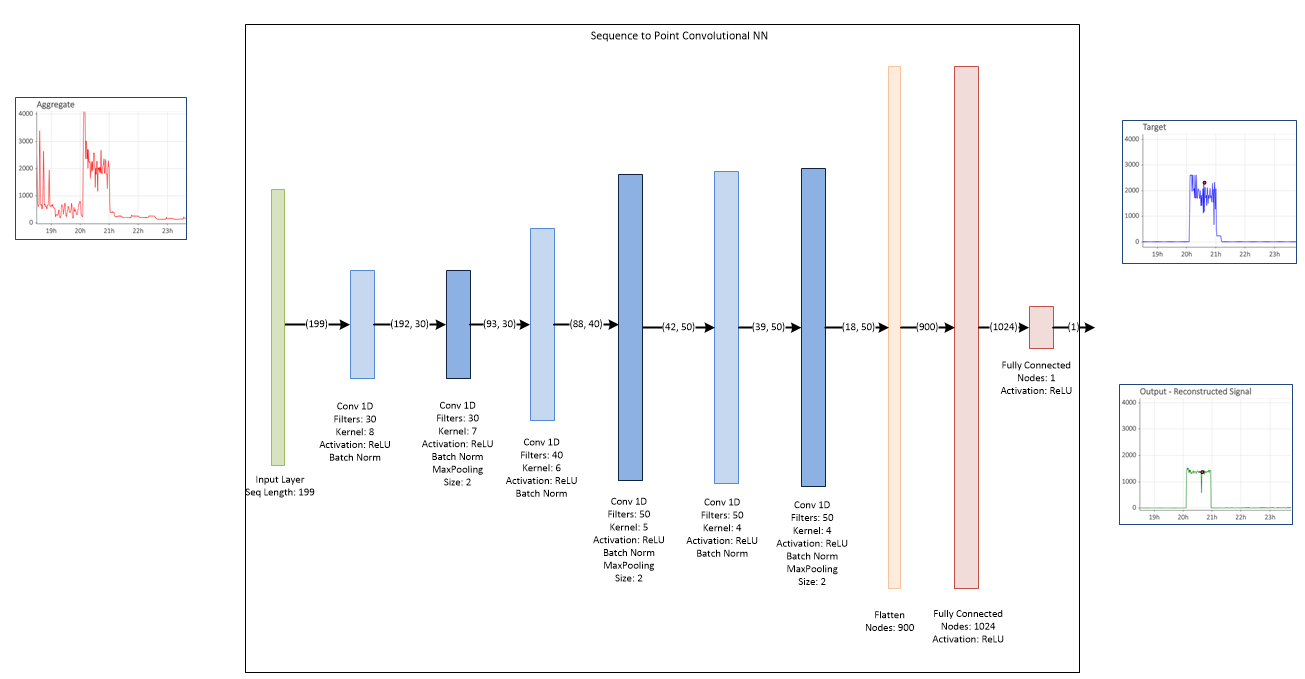 Sequence to Point Convolutional NN
Aggregate
4000
3000
2000
1000
0
19h 20h 21h 22h 23h
(199)
(192, 30)
(93, 30)
(88, 40)
(42, 50)
(39, 50)
(18, 50)
(900)
(1024)
(1)
Input Layer
Seq Length: 199
Conv 1D
Filters: 30
Kernel: 8
Activation: ReLU
Batch Norm
Conv 1D
Filters: 30
Kernel: 7
Activation: ReLU
Batch Norm
MaxPooling
Size: 2
Conv 1D
Filters: 40
Kernel: 6
Activation: ReLU
Batch Norm
Conv 1D
Filters: 50
Kernel: 5
Activation: ReLU
Batch Norm
MaxPooling
Size: 2
Conv 1D
Filters: 50
Kernel: 4
Activation: ReLU
Batch Norm
Conv 1D
Filters: 50
Kernel: 4
Activation: ReLU
Batch Norm
MaxPooling
Size: 2
Flatten
Nodes: 900
Fully Connected
Nodes: 1024
Activation: ReLU
Fully Connected
Nodes: 1
Activation: ReLU
Target
4000
3000
2000
1000
0
19h 20h 21h 22h 23h
Output - Reconstructed Signal
4000
3000
2000
1000
0
19h 20h 21h 22h 23h